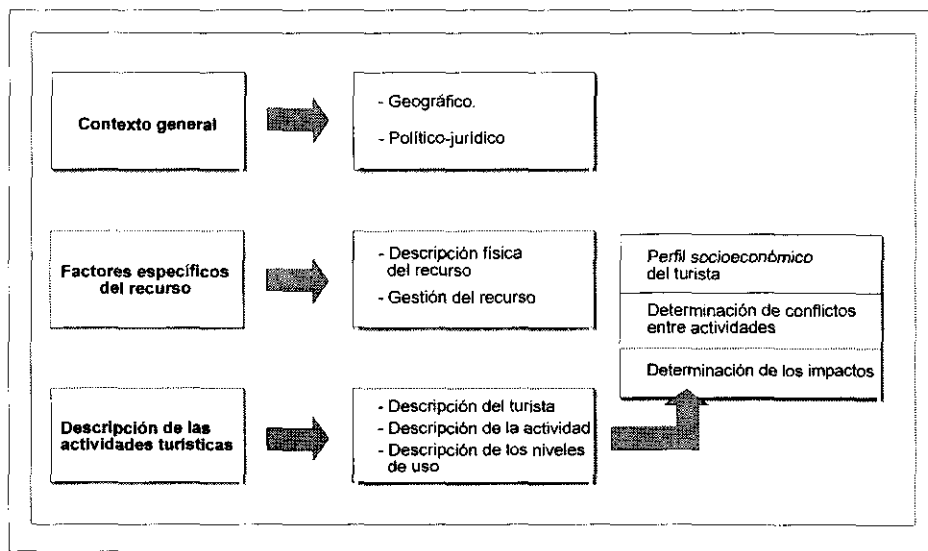 Contexto general
- Geográfico.
- Político-jurídico
Factores específicos
del recurso
- Descripción física
del recurso
- Gestión del recurso
Perfil socioeconómico
del turista
Determinación de conflictos
entre actividades
Determinación de los impactos
Descripción de las
actividades turísticas
- Descripción del turista
- Descripción de la actividad
- Descripción de los niveles
de uso